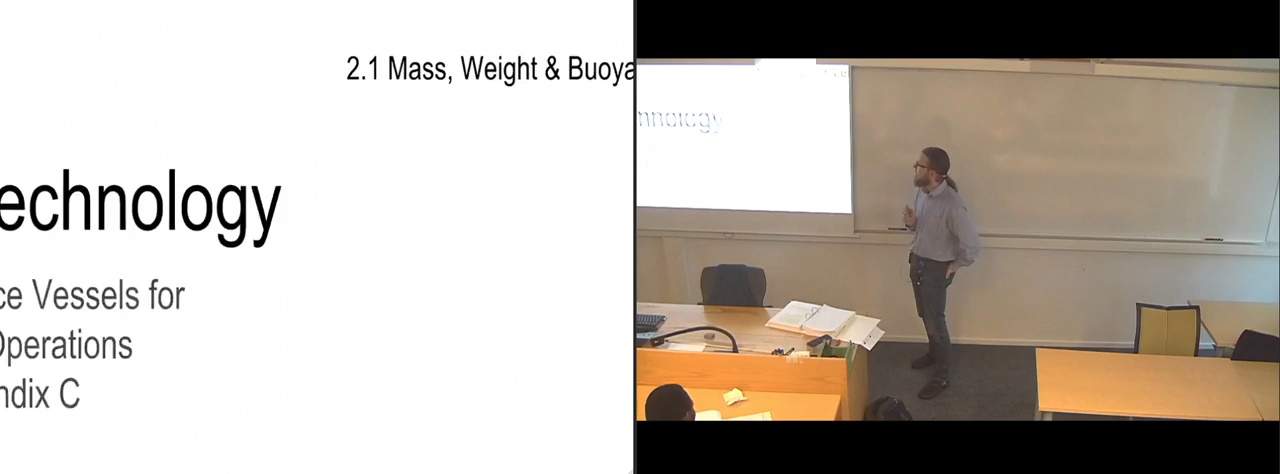 2.1 Mass, Weight & Buoya
echnology
ce Vessels for
Operations
ndix C
nnology